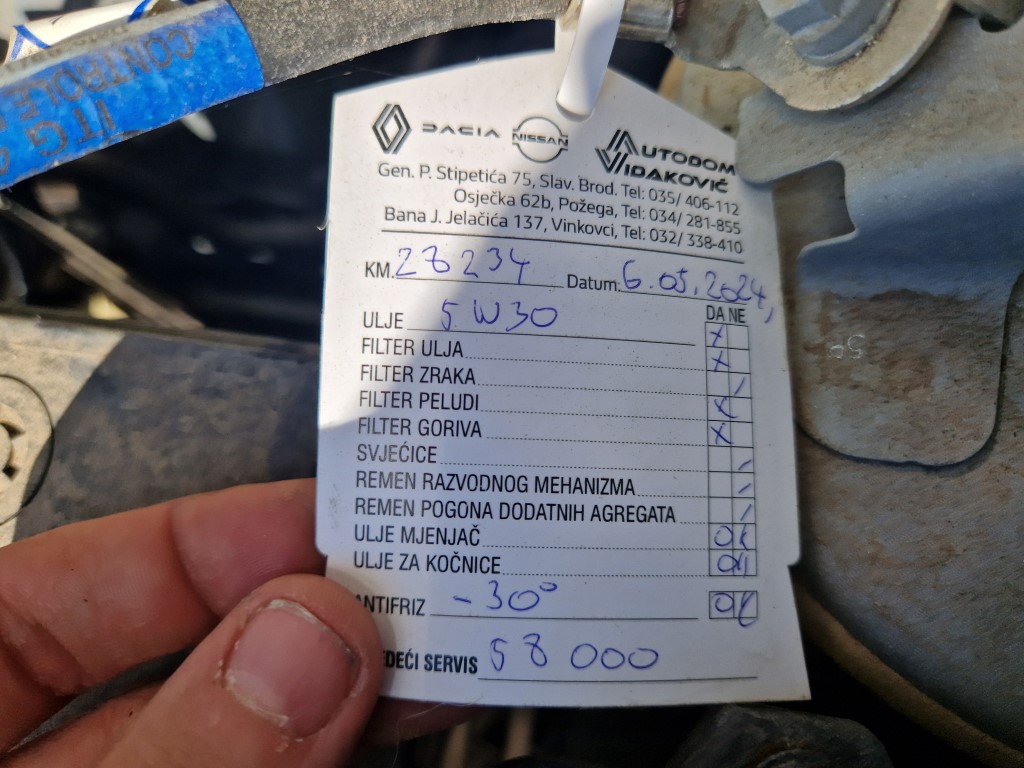 ITG
CONTROLE
DACIA NISSAN AUTODOM VIDAKOVIĆ
Gen. P. Stipetića 75, Slav. Brod. Tel: 035/ 406-112
Osječka 62b, Požega, Tel: 034/ 281-855
Bana J. Jelačića 137, Vinkovci, Tel: 032/ 338-410
KM. 28234 Datum. 6.05.2024,
DA NE
ULJE 5W30 X
FILTER ULJA X
FILTER ZRAKA -
FILTER PELUDI X
FILTER GORIVA X
SVJEĆICE -
REMEN RAZVODNOG MEHANIZMA -
REMEN POGONA DODATNIH AGREGATA -
ULJE MJENJAČ OK
ULJE ZA KOČNICE OK
ANTIFRIZ -30° OK
EDEĆI SERVIS 58 000